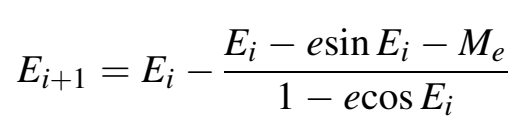 E_{i+1} = E_i - \frac{E_i - e \sin E_i - M_e}{1 - e \cos E_i}